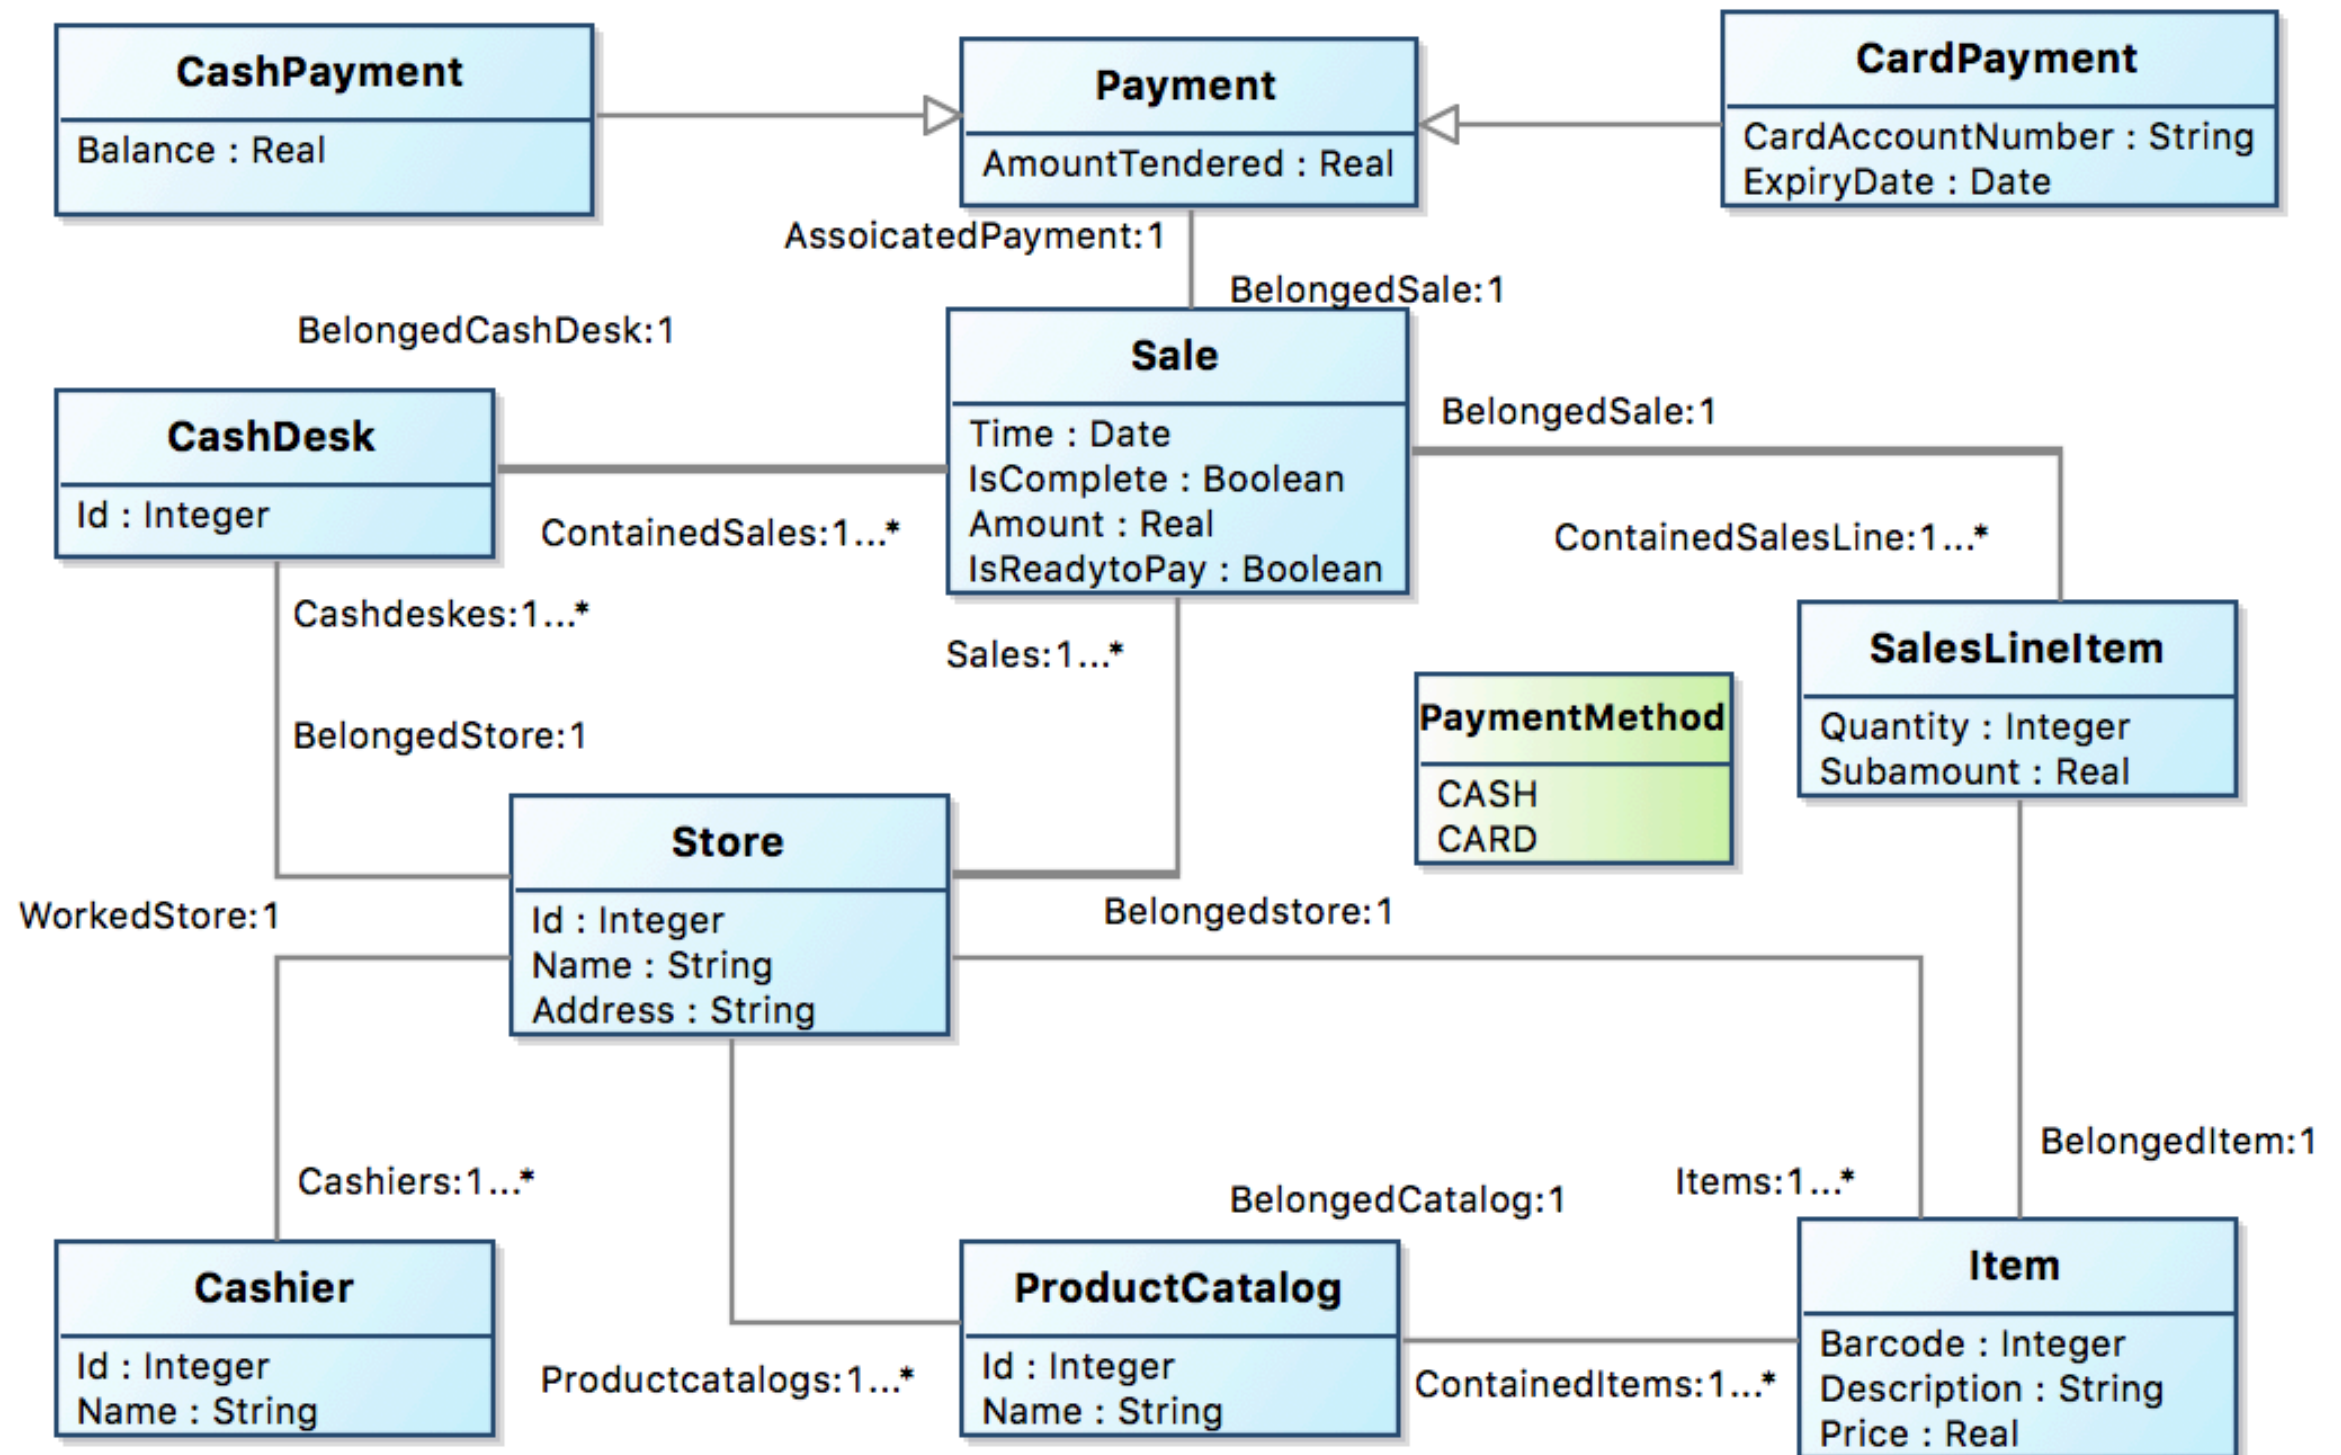 CashPayment
Balance : Real
Payment
AmountTendered : Real
CardPayment
CardAccountNumber : String
ExpiryDate : Date
AssoicatedPayment:1
BelongedSale:1
BelongedCashDesk:1
Sale
Time : Date
IsComplete : Boolean
Amount : Real
IsReadytoPay : Boolean
BelongedSale:1
CashDesk
Id : Integer
ContainedSales:1...*
ContainedSalesLine:1...*
Cashdeskes:1...*
Sales:1...*
SalesLineItem
Quantity : Integer
Subamount : Real
PaymentMethod
CASH
CARD
BelongedStore:1
Store
Id : Integer
Name : String
Address : String
WorkedStore:1
Belongedstore:1
BelongedItem:1
Cashiers:1...*
Items:1...*
BelongedCatalog:1
Cashier
Id : Integer
Name : String
Productcatalogs:1...*
ProductCatalog
Id : Integer
Name : String
ContainedItems:1...*
Item
Barcode : Integer
Description : String
Price : Real